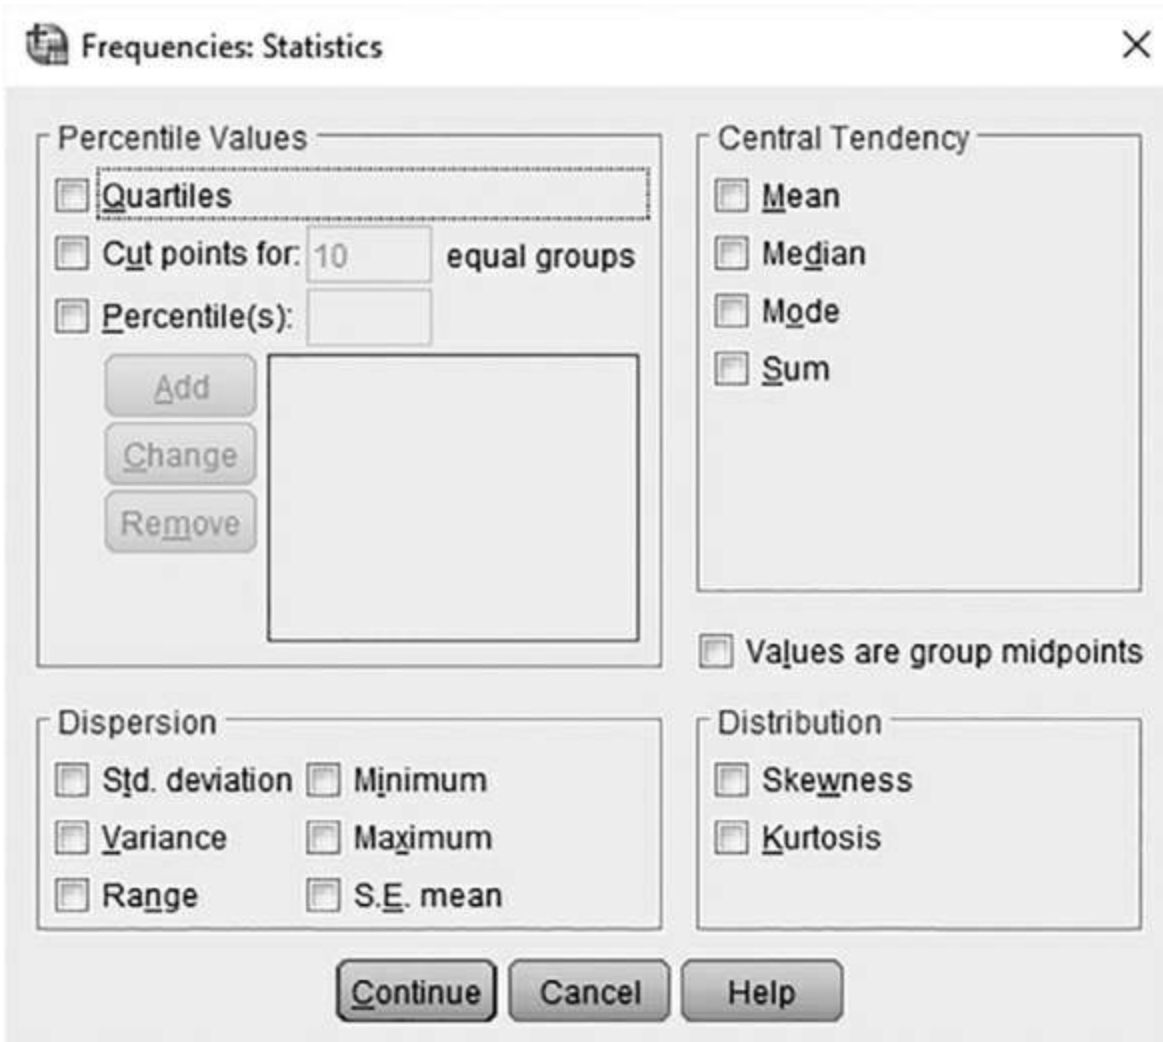 Frequencies: Statistics
Percentile Values
Quartiles
Cut points for: 10 equal groups
Percentile(s):
Add
Change
Remove
Central Tendency
Mean
Median
Mode
Sum
Values are group midpoints
Dispersion
Std. deviation Minimum
Variance Maximum
Range S.E. mean
Distribution
Skewness
Kurtosis
Continue Cancel Help